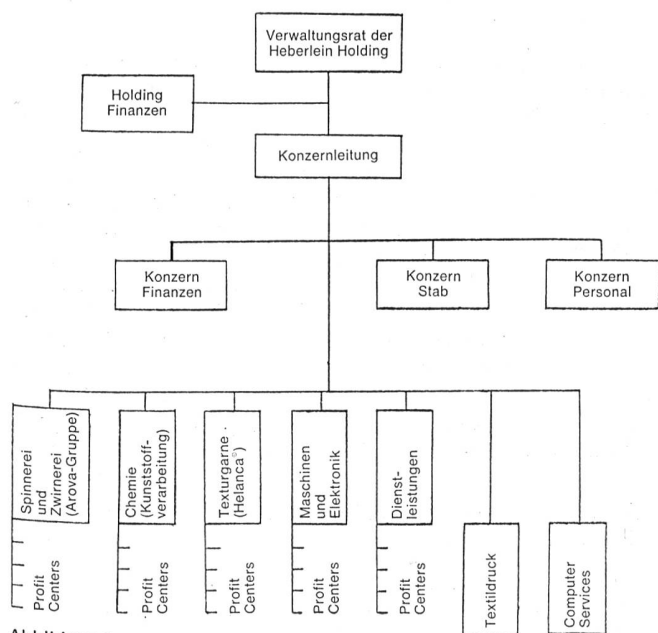 Verwaltungsrat der
Heberlein Holding
Holding
Finanzen
Konzernleitung
Konzern
Finanzen
Konzern
Stab
Konzern
Personal
Spinnerei
und
Zwirnerei
(Arova-Gruppe)
Chemie
(Kunststoff-
verarbeitung)
Texturgarne
(Helanca®)
Maschinen
und
Elektronik
Dienst-
leistungen
Textildruck
Computer
Services
Profit
Centers
Profit
Centers
Profit
Centers
Profit
Centers
Profit
Centers